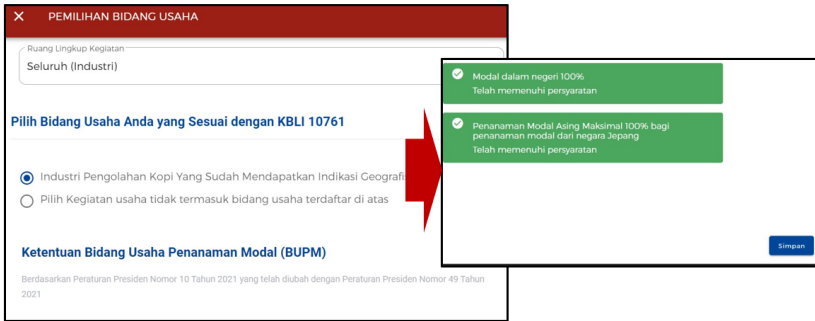 PEMILIHAN BIDANG USAHA
Ruang Lingkup Kegiatan
Seluruh (Industri)
Pilih Bidang Usaha Anda yang Sesuai dengan KBLI 10761
Industri Pengolahan Kopi Yang Sudah Mendapatkan Indikasi Geografis
Pilih Kegiatan usaha tidak termasuk bidang usaha terdaftar di atas
Ketentuan Bidang Usaha Penanaman Modal (BUPM)
Berdasarkan Peraturan Presiden Nomor 10 Tahun 2021 yang telah diubah dengan Peraturan Presiden Nomor 49 Tahun
2021
Modal dalam negeri 100%
Telah memenuhi persyaratan
Penanaman Modal Asing Maksimal 100% bagi
penanaman modal dari negara Jepang
Telah memenuhi persyaratan
Simpan